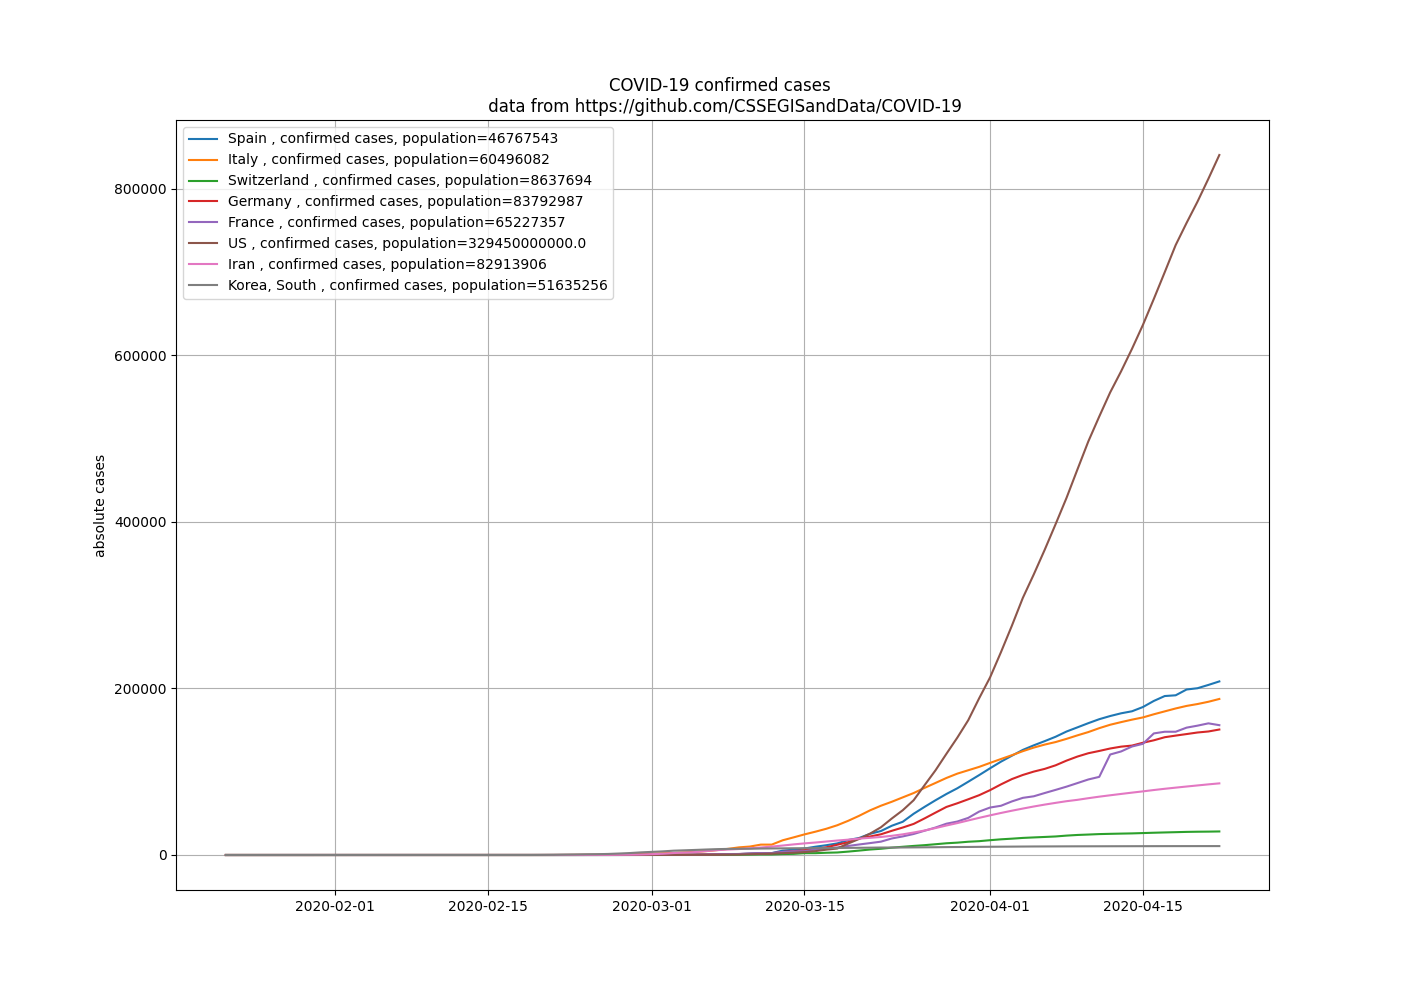 COVID-19 confirmed cases
data from https://github.com/CSSEGISandData/COVID-19
Spain , confirmed cases, population=46767543
Italy , confirmed cases, population=60496082
Switzerland , confirmed cases, population=8637694
Germany , confirmed cases, population=83792987
France , confirmed cases, population=65227357
US , confirmed cases, population=329450000000.0
Iran , confirmed cases, population=82913906
Korea, South , confirmed cases, population=51635256
800000
600000
400000
200000
0
absolute cases
2020-02-01
2020-02-15
2020-03-01
2020-03-15
2020-04-01
2020-04-15